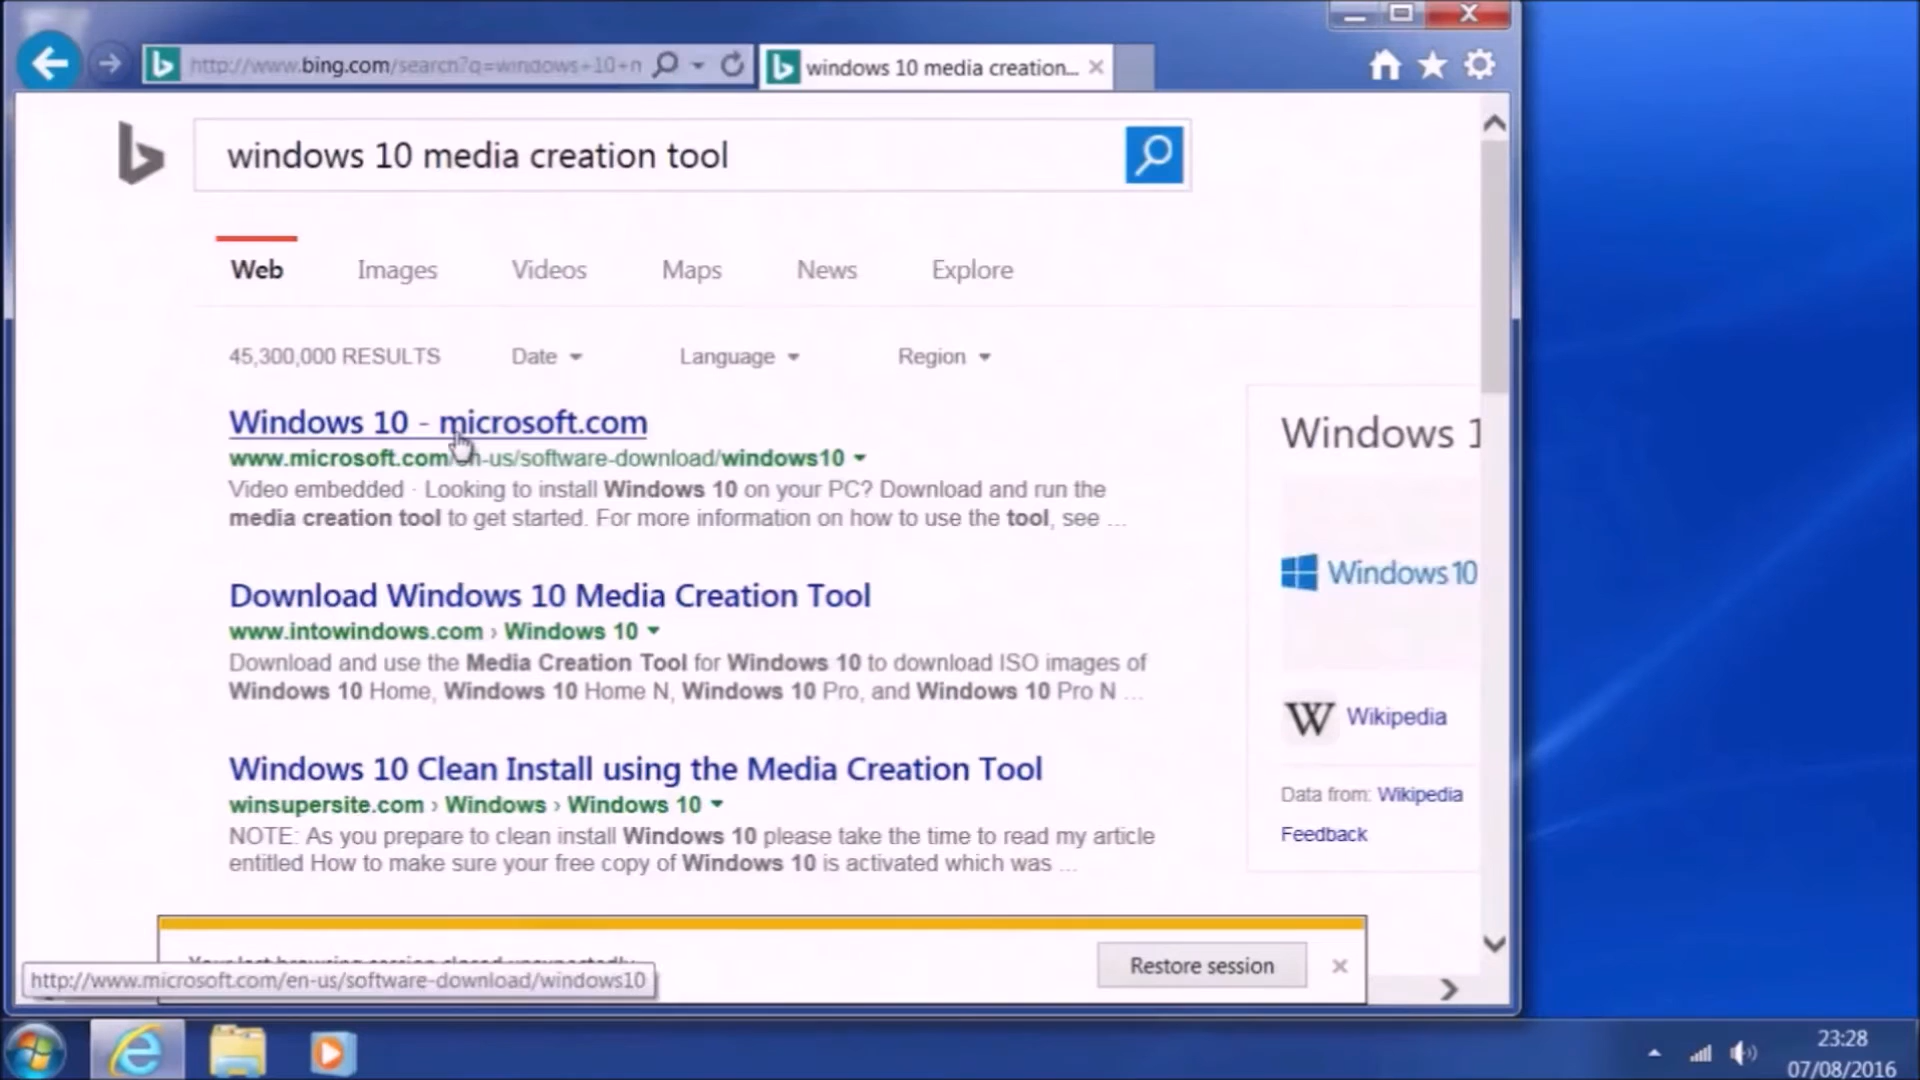 http://www.bing.com/search?q=windows+10+n
windows 10 media creation...
windows 10 media creation tool
Web Images Videos Maps News Explore
45,300,000 RESULTS Date Language Region
Windows 10 - microsoft.com
www.microsoft.com/en-us/software-download/windows10
Video embedded · Looking to install Windows 10 on your PC? Download and run the
media creation tool to get started. For more information on how to use the tool, see ...
Download Windows 10 Media Creation Tool
www.intowindows.com › Windows 10
Download and use the Media Creation Tool for Windows 10 to download ISO images of
Windows 10 Home, Windows 10 Home N, Windows 10 Pro, and Windows 10 Pro N ...
Windows 10 Clean Install using the Media Creation Tool
winsupersite.com › Windows › Windows 10
NOTE: As you prepare to clean install Windows 10 please take the time to read my article
entitled How to make sure your free copy of Windows 10 is activated which was ...
Windows 1
Windows10
W Wikipedia
Data from: Wikipedia
Feedback
Your last browsing session closed unexpectedly
Restore session
http://www.microsoft.com/en-us/software-download/windows10
23:28
07/08/2016